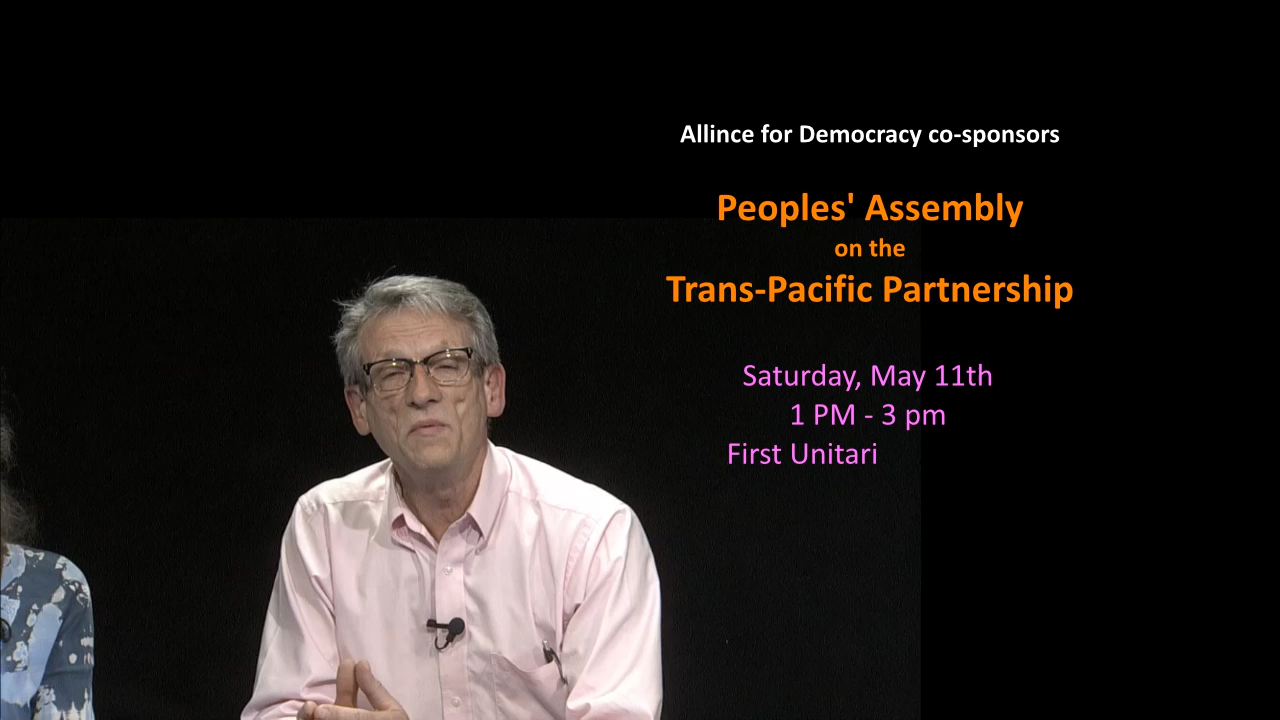 Allince for Democracy co-sponsors
Peoples' Assembly
on the
Trans-Pacific Partnership
Saturday, May 11th
1 PM - 3 pm
First Unitari